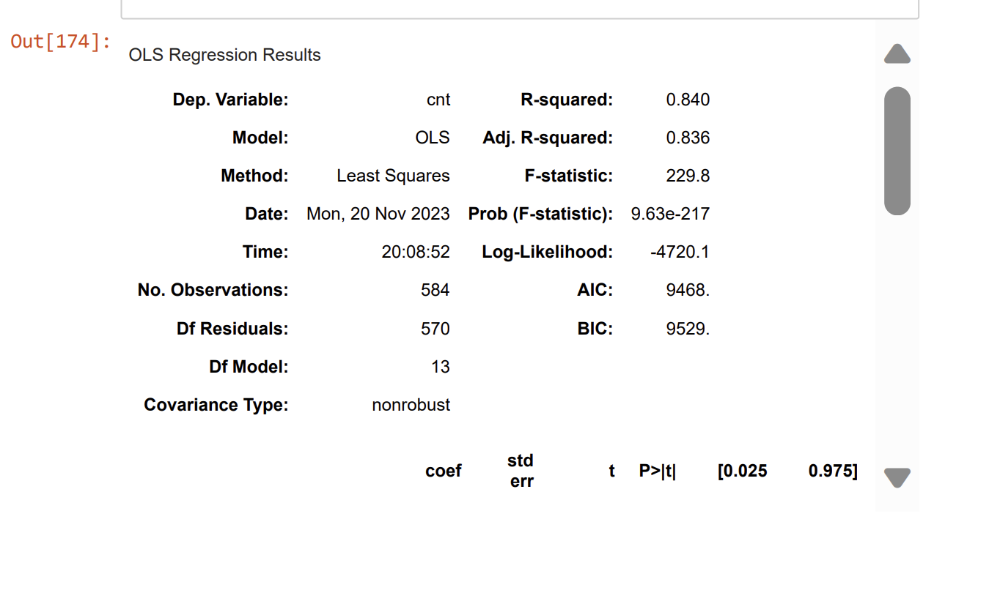 Out[174]:
OLS Regression Results
Dep. Variable: cnt R-squared: 0.840
Model: OLS Adj. R-squared: 0.836
Method: Least Squares F-statistic: 229.8
Date: Mon, 20 Nov 2023 Prob (F-statistic): 9.63e-217
Time: 20:08:52 Log-Likelihood: -4720.1
No. Observations: 584 AIC: 9468.
Df Residuals: 570 BIC: 9529.
Df Model: 13
Covariance Type: nonrobust
coef std err t P>|t| [0.025 0.975]